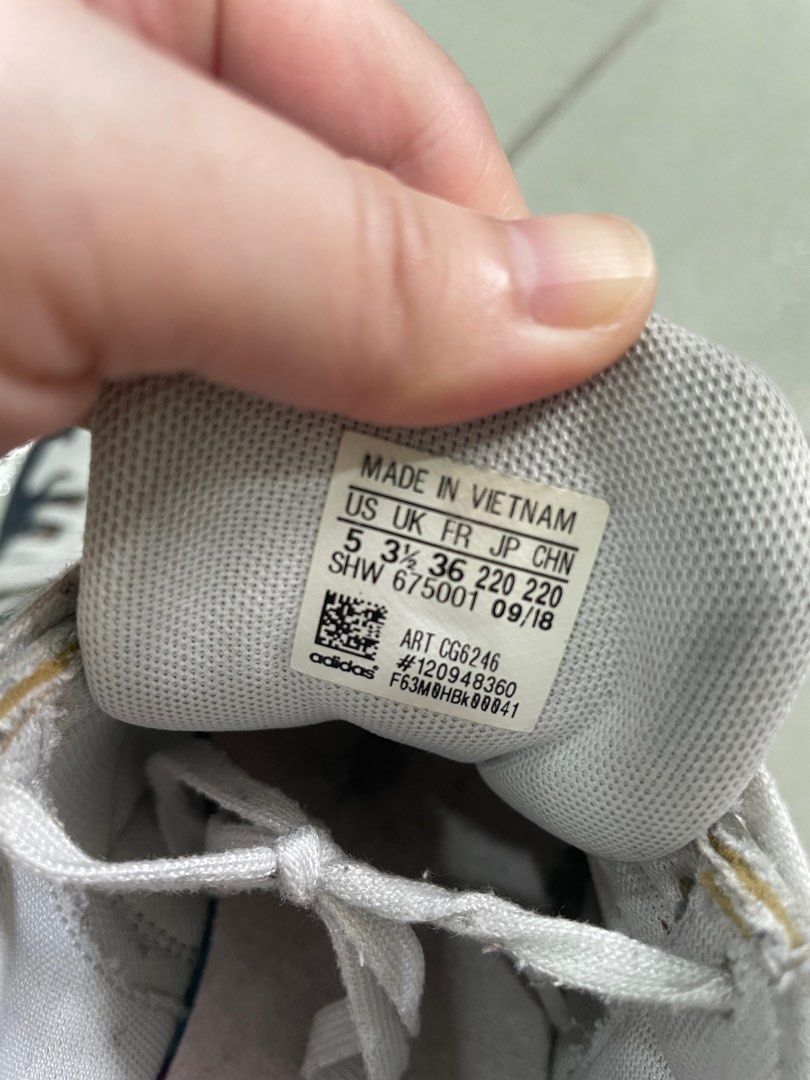 MADE IN VIETNAM
US UK FR JP CHN
5 3½ 36 220 220
SHW 675001 09/18
ART CG6246
#120948360
adidas
F63M0HBk00041